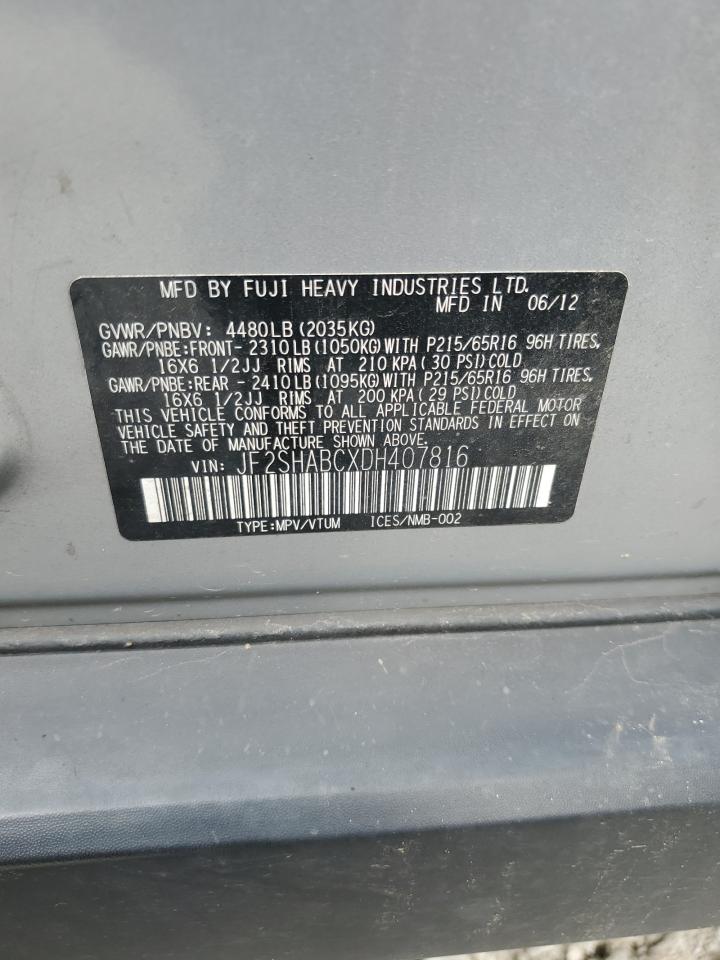 MFD BY FUJI HEAVY INDUSTRIES LTD.
MFD IN 06/12
GVWR/PNBV: 4480LB(2035KG)
GAWR/PNBE:FRONT- 2310LB(1050KG)WITH P215/65R16 96H TIRES,
16X6 1/2JJ RIMS AT 210 KPA(30 PSI)COLD
GAWR/PNBE:REAR - 2410LB(1095KG)WITH P215/65R16 96H TIRES,
16X6 1/2JJ RIMS AT 200 KPA(29 PSI)COLD
THIS VEHICLE CONFORMS TO ALL APPLICABLE FEDERAL MOTOR
VEHICLE SAFETY AND THEFT PREVENTION STANDARDS IN EFFECT ON
THE DATE OF MANUFACTURE SHOWN ABOVE.
VIN: JF2SHABCXDH407816
TYPE:MPV/VTUM ICES/NMB-002